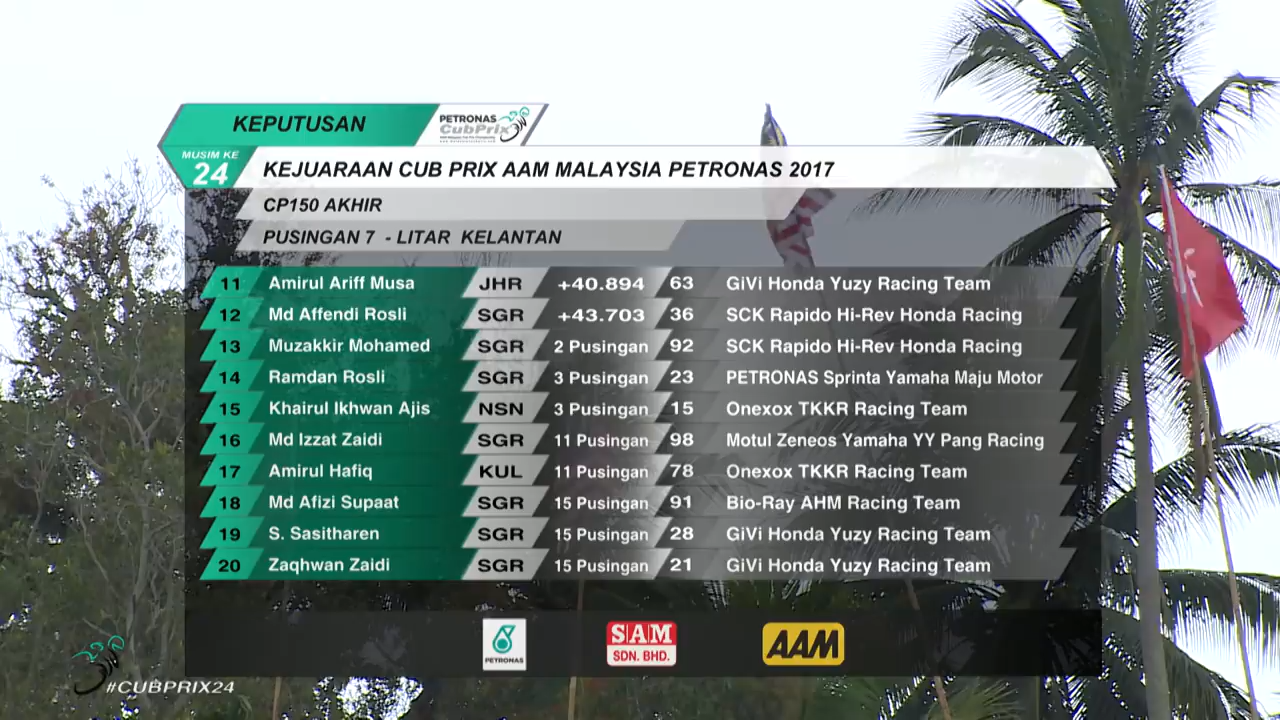 KEPUTUSAN
PETRONAS
CubPrix
MUSIM KE
24
KEJUARAAN CUB PRIX AAM MALAYSIA PETRONAS 2017
CP150 AKHIR
PUSINGAN 7 - LITAR KELANTAN
11 Amirul Ariff Musa JHR +40.894 63 GiVi Honda Yuzy Racing Team
12 Md Affendi Rosli SGR +43.703 36 SCK Rapido Hi-Rev Honda Racing
13 Muzakkir Mohamed SGR 2 Pusingan 92 SCK Rapido Hi-Rev Honda Racing
14 Ramdan Rosli SGR 3 Pusingan 23 PETRONAS Sprinta Yamaha Maju Motor
15 Khairul Ikhwan Ajis NSN 3 Pusingan 15 Onexox TKKR Racing Team
16 Md Izzat Zaidi SGR 11 Pusingan 98 Motul Zeneos Yamaha YY Pang Racing
17 Amirul Hafiq KUL 11 Pusingan 78 Onexox TKKR Racing Team
18 Md Afizi Supaat SGR 15 Pusingan 91 Bio-Ray AHM Racing Team
19 S. Sasitharen SGR 15 Pusingan 28 GiVi Honda Yuzy Racing Team
20 Zaqhwan Zaidi SGR 15 Pusingan 21 GiVi Honda Yuzy Racing Team
PETRONAS
SAM
SDN. BHD.
AAM
#CUBPRIX24